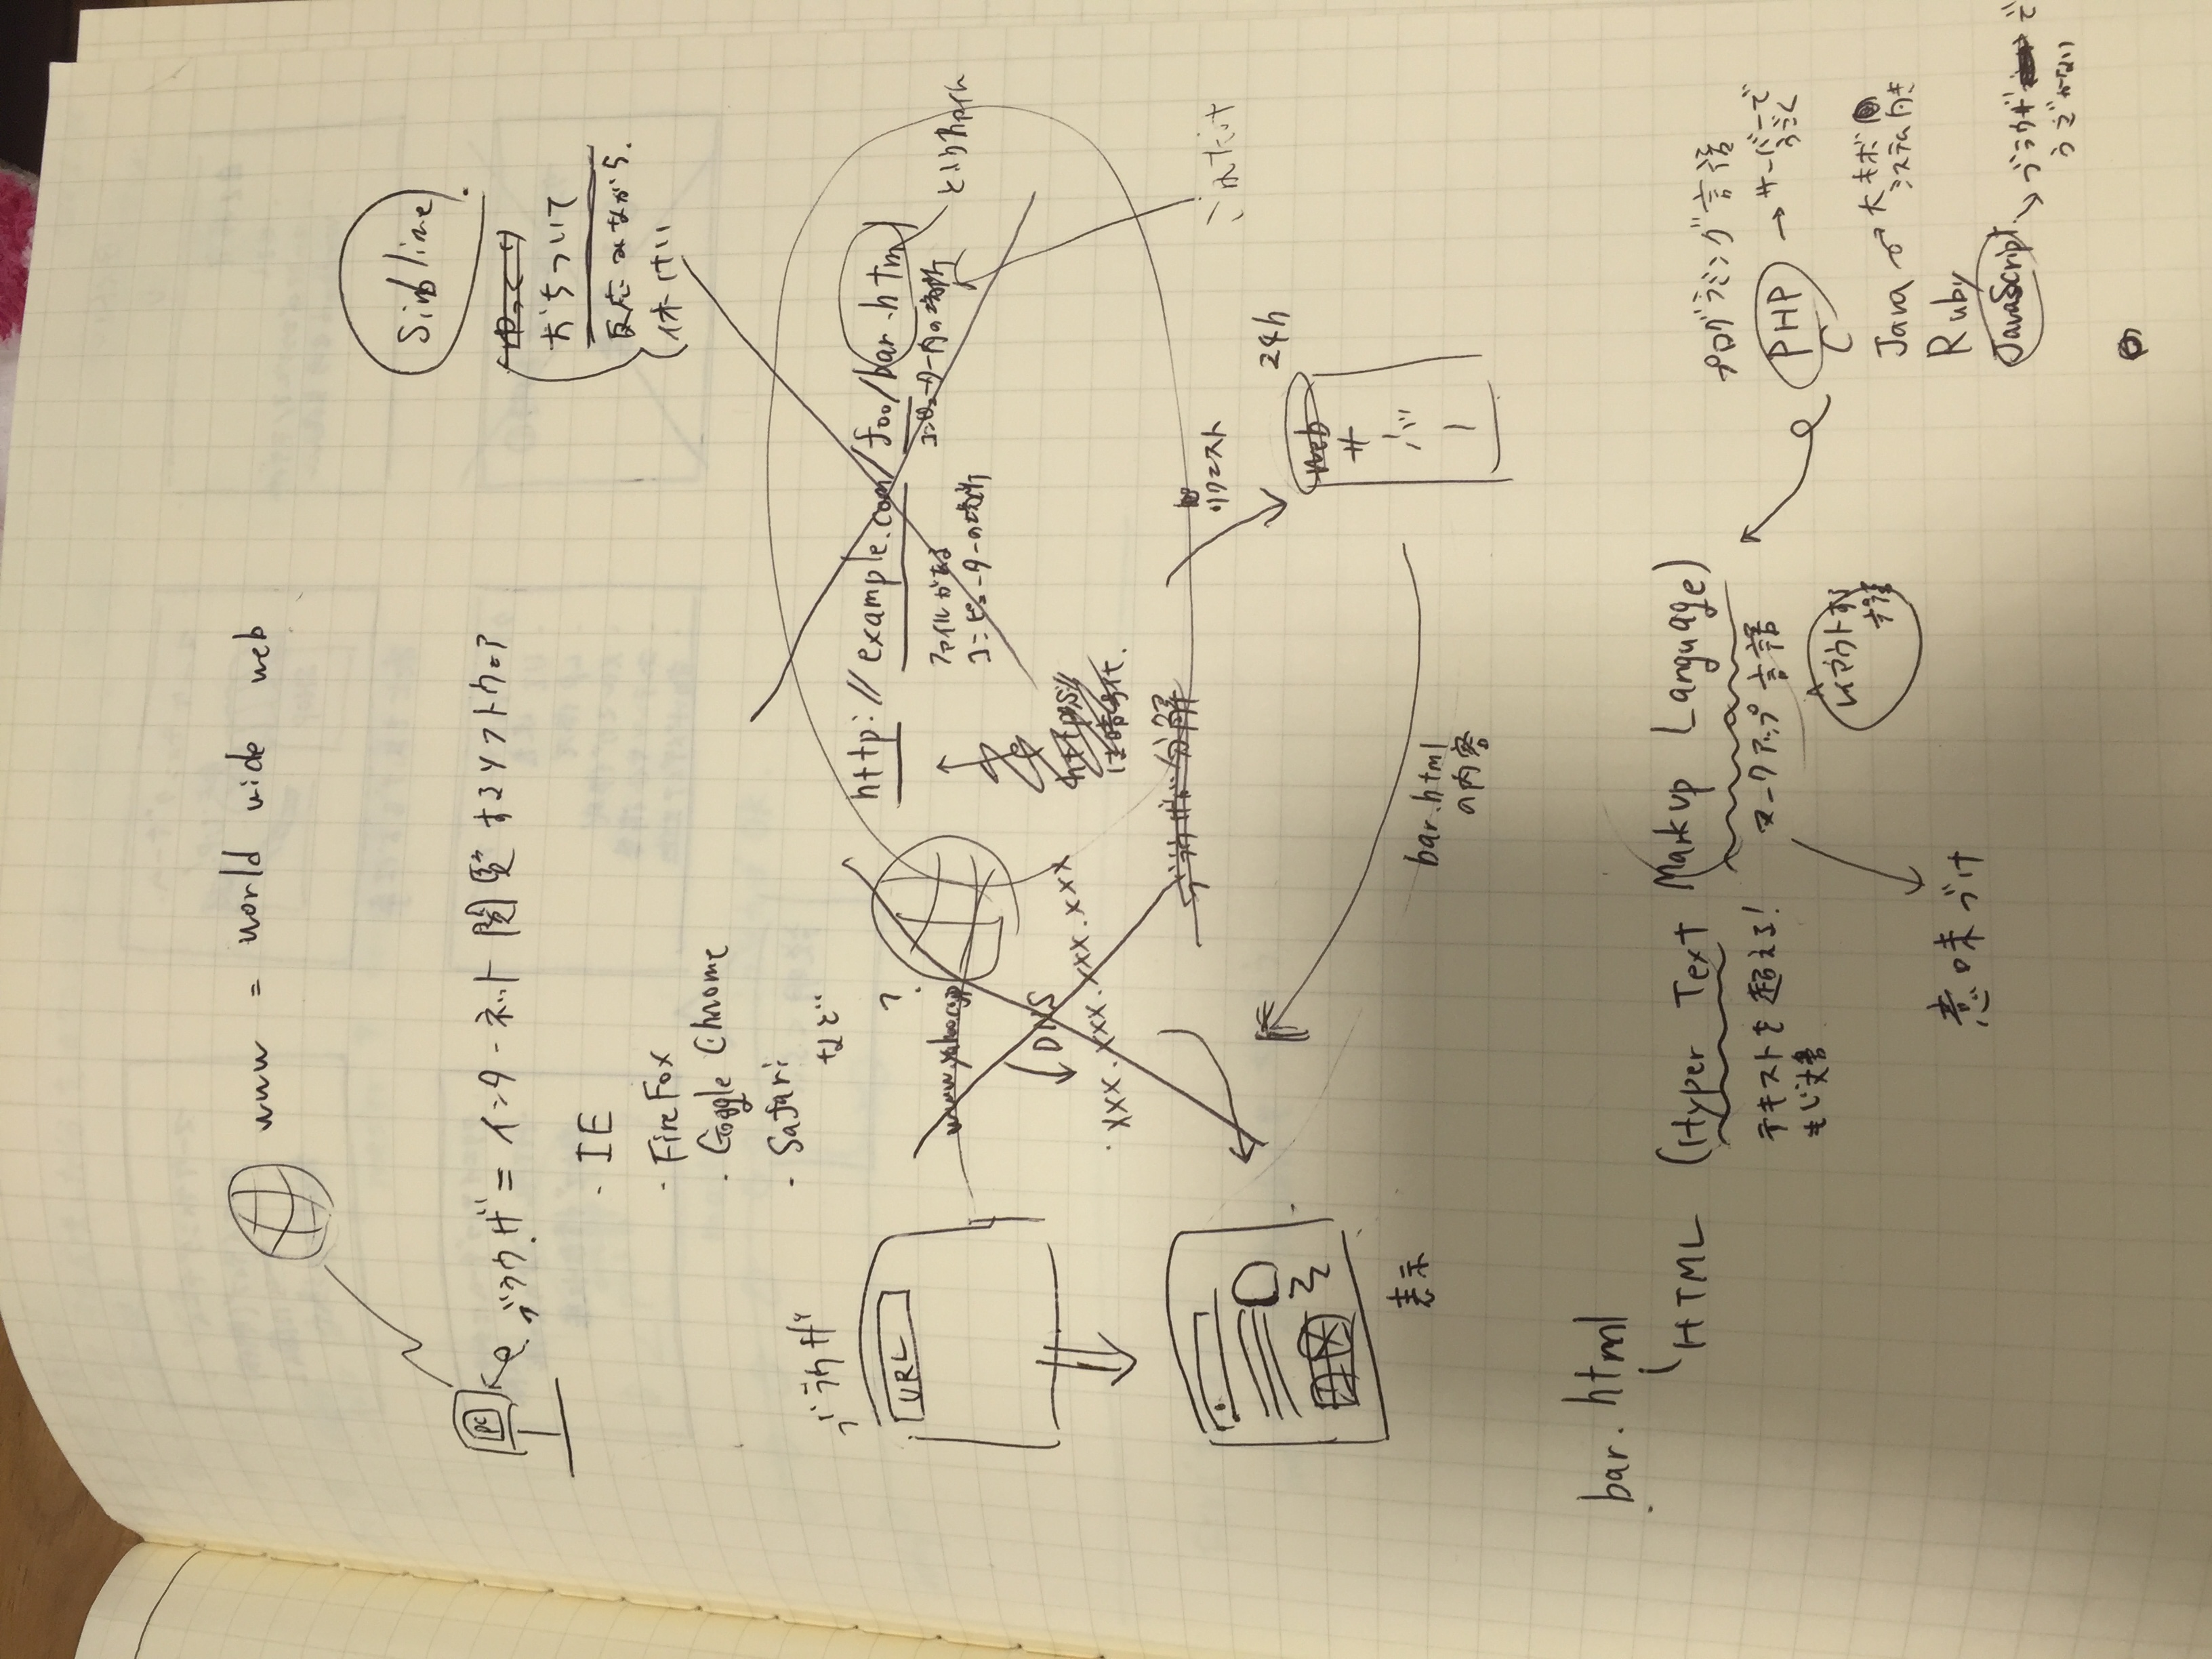 www = world wide web
PC
ブラウザ = インターネット閲覧するソフトウェア
・IE
・FireFox
・Google Chrome
・Safari
など
Sinblime
ゆっくり
おちついて
反応みながら.
休けい
ブラウザ
URL
?
www.yahoo.co.jp
DNS
xxx.xxx.xxx.xxx
http://example.com/foo/bar.html
ファイルがある
コンピューターの場所
コンピューター内の場所
というファイル
https://
は暗号化.
ブラウザが分解
これだけ
リクエスト
24h
web
サーバー
bar.html
の内容
表示
bar.html
HTML (Hyper Text Markup Language)
テキストを超える!
もじ文書
マークアップ言語
レイアウトする
言語
意味づけ
プログラミング言語
PHP → サーバーで
うごく
C
Java → 大キボ
システム向き
Ruby
JavaScript → ブラウザで
うごかない